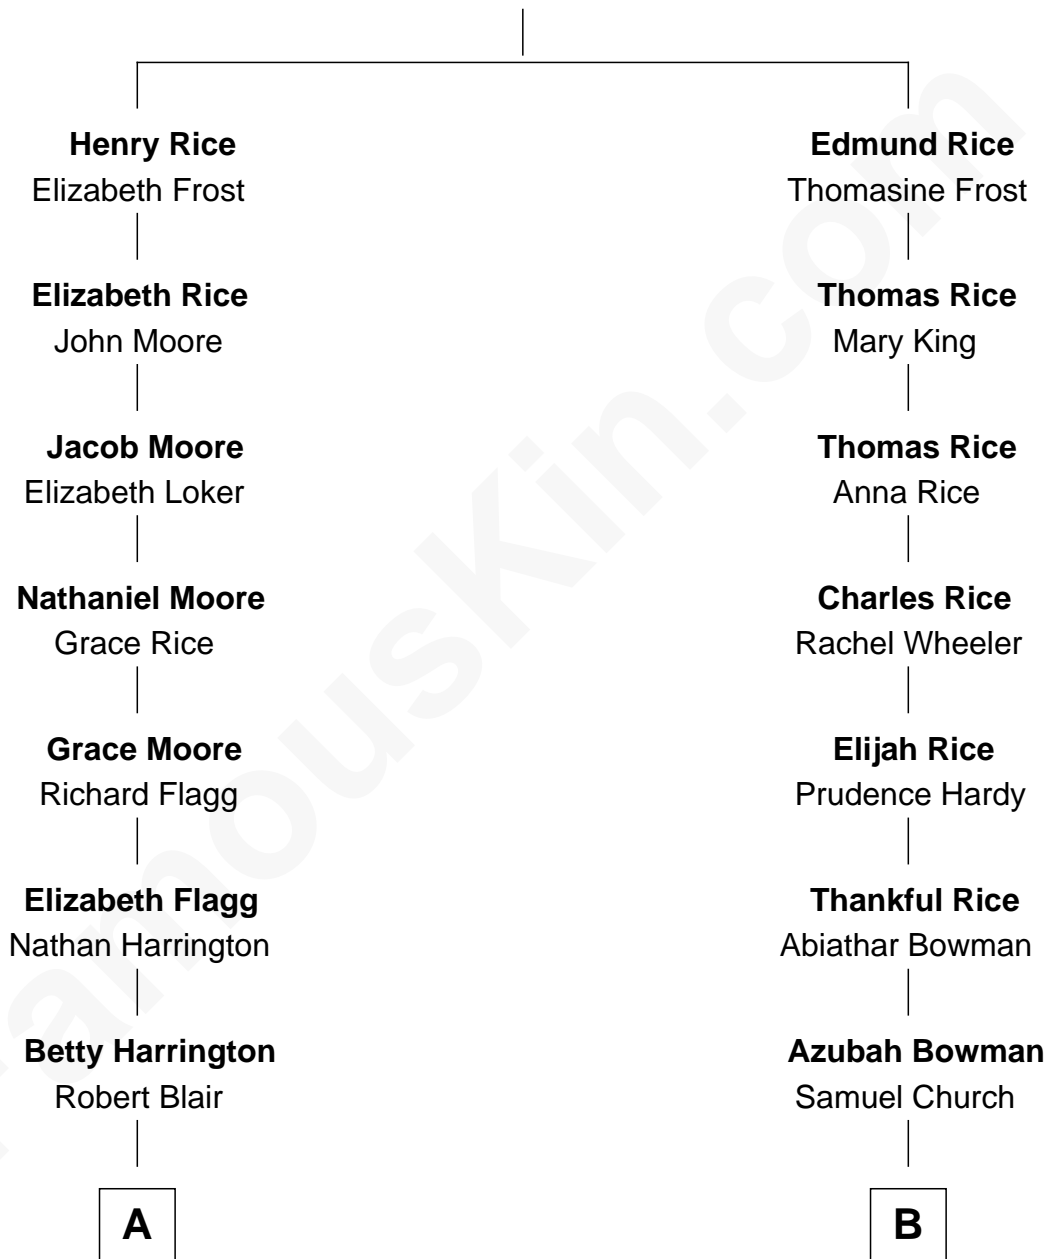 Henry Rice
Elizabeth Frost
Elizabeth Rice
John Moore
Jacob Moore
Elizabeth Loker
Nathaniel Moore
Grace Rice
Grace Moore
Richard Flagg
Elizabeth Flagg
Nathan Harrington
Betty Harrington
Robert Blair
A
Edmund Rice
Thomasine Frost
Thomas Rice
Mary King
Thomas Rice
Anna Rice
Charles Rice
Rachel Wheeler
Elijah Rice
Prudence Hardy
Thankful Rice
Abiathar Bowman
Azubah Bowman
Samuel Church
B
FamousKin.com